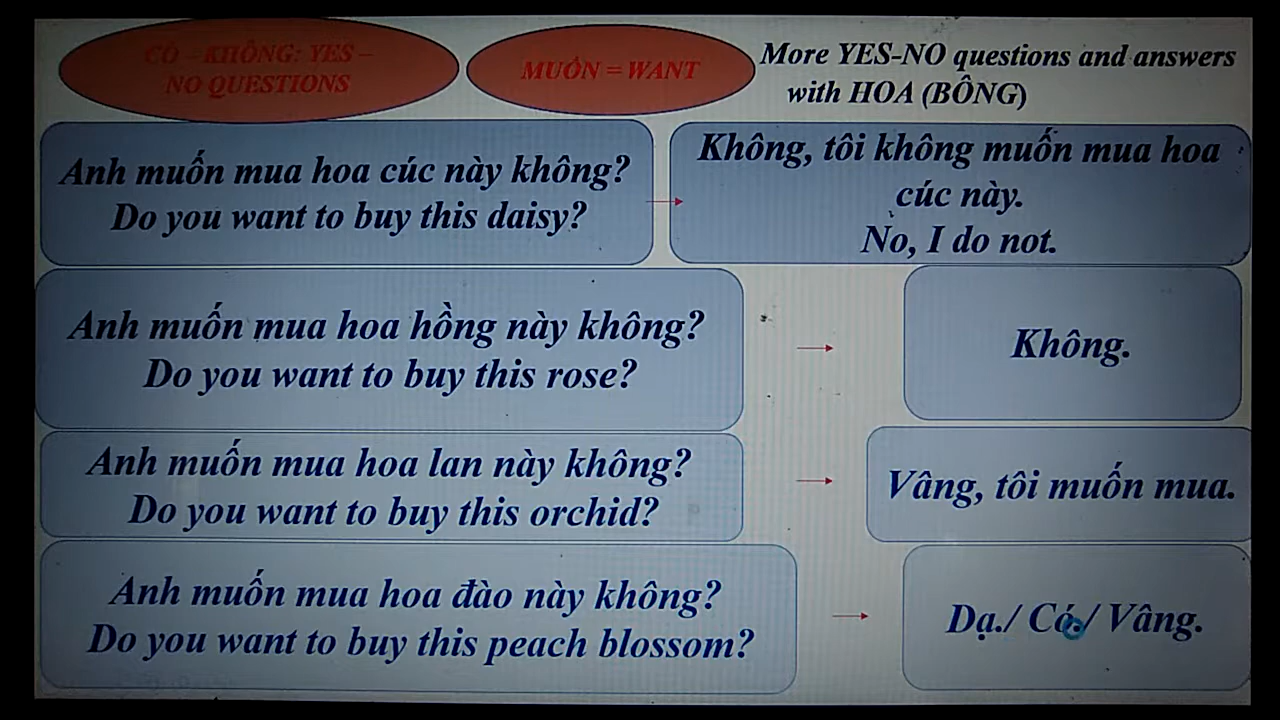 CÓ – KHÔNG: YES –
NO QUESTIONS
MUỐN = WANT
More YES-NO questions and answers
with HOA (BÔNG)
Anh muốn mua hoa cúc này không?
Do you want to buy this daisy?
Không, tôi không muốn mua hoa
cúc này.
No, I do not.
Anh muốn mua hoa hồng này không?
Do you want to buy this rose?
Không.
Anh muốn mua hoa lan này không?
Do you want to buy this orchid?
Vâng, tôi muốn mua.
Anh muốn mua hoa đào này không?
Do you want to buy this peach blossom?
Dạ./ Có./ Vâng.